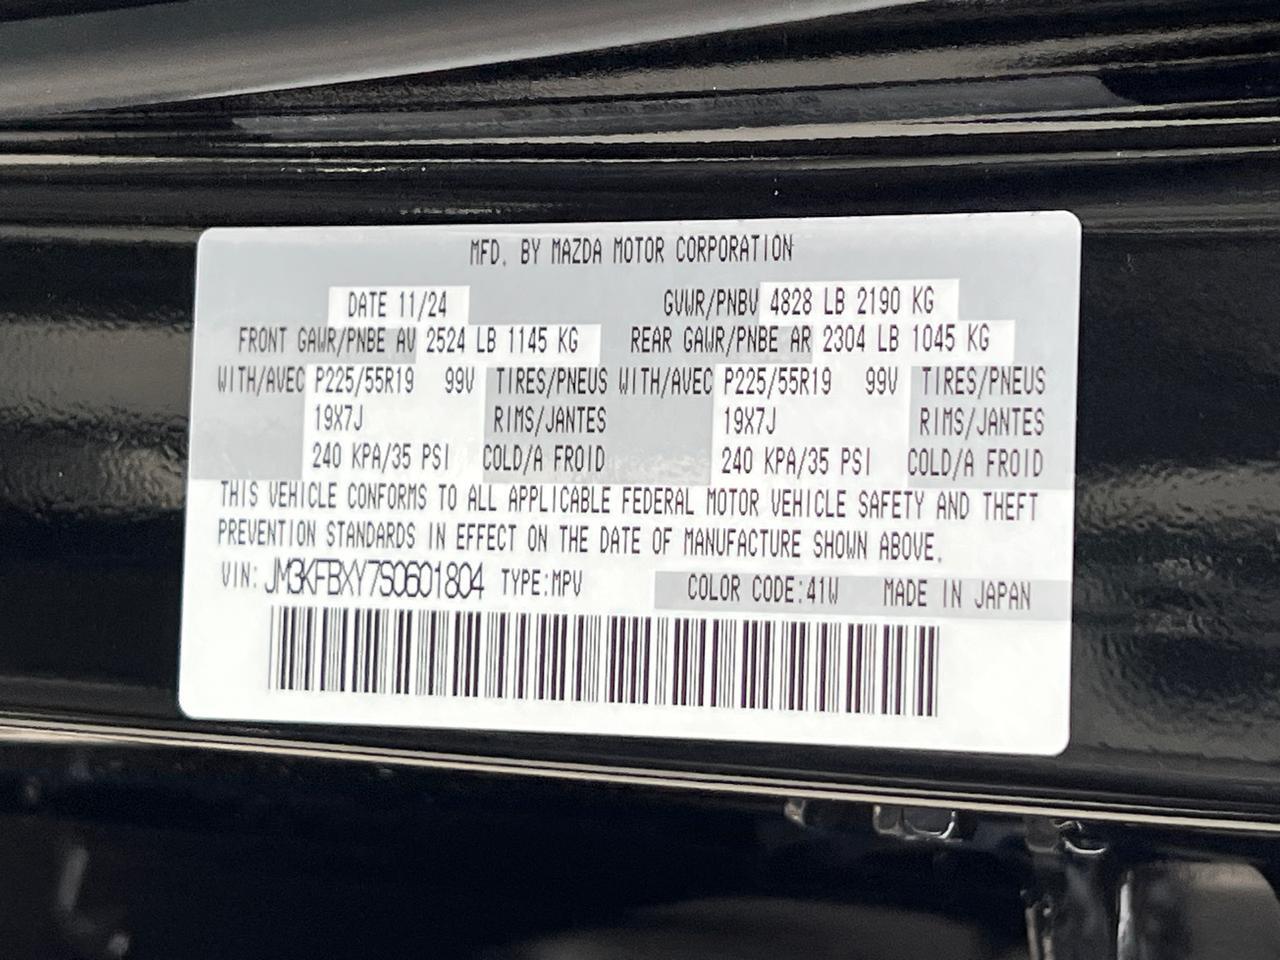 MFD. BY MAZDA MOTOR CORPORATION
DATE 11/24 GVWR/PNBV 4828 LB 2190 KG
FRONT GAWR/PNBE AV 2524 LB 1145 KG REAR GAWR/PNBE AR 2304 LB 1045 KG
WITH/AVEC P225/55R19 99V TIRES/PNEUS WITH/AVEC P225/55R19 99V TIRES/PNEUS
19X7J RIMS/JANTES 19X7J RIMS/JANTES
240 KPA/35 PSI COLD/A FROID 240 KPA/35 PSI COLD/A FROID
THIS VEHICLE CONFORMS TO ALL APPLICABLE FEDERAL MOTOR VEHICLE SAFETY AND THEFT
PREVENTION STANDARDS IN EFFECT ON THE DATE OF MANUFACTURE SHOWN ABOVE.
VIN: JM3KFBXY7S0601804 TYPE:MPV COLOR CODE:41W MADE IN JAPAN